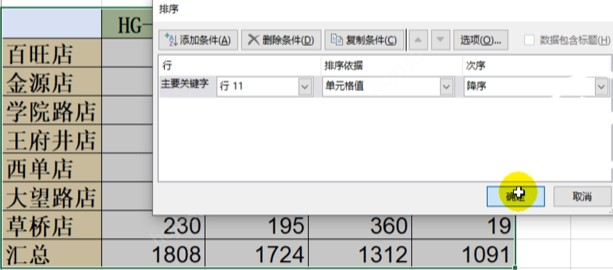 排序
HG-
添加条件(A) 删除条件(D) 复制条件(C) 选项(O)... 数据包含标题(H)
百旺店
行 排序依据 次序
金源店
主要关键字 行 11 单元格值 降序
学院路店
王府井店
西单店
大望路店
确定 取消
草桥店 230 195 360 19
汇总 1808 1724 1312 1091